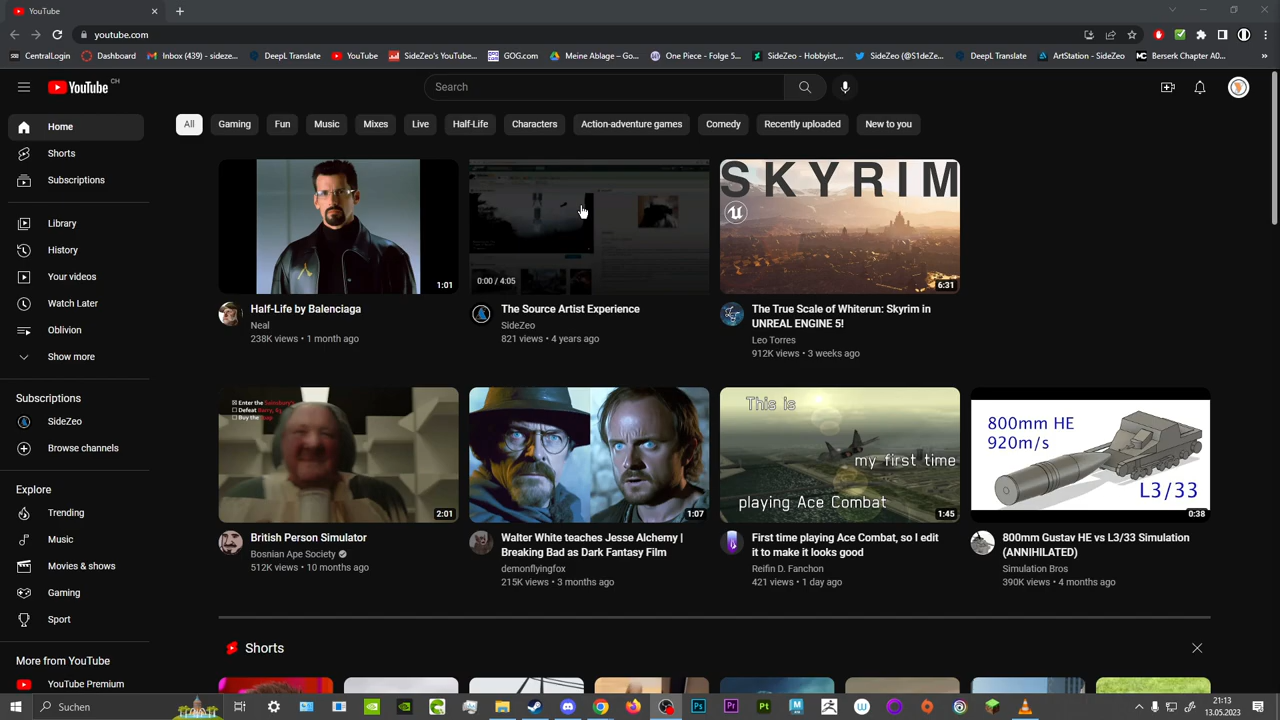 YouTube
youtube.com
CentralLogin
Dashboard
Inbox (439) - sideze...
DeepL Translate
YouTube
SideZeo's YouTube...
GOG.com
Meine Ablage - Goo...
One Piece - Folge 5...
SideZeo - Hobbyist,...
SideZeo (@S1deZe...
DeepL Translate
ArtStation - SideZeo
MC Berserk Chapter A0...
YouTube CH
Search
All
Gaming
Fun
Music
Mixes
Live
Half-Life
Characters
Action-adventure games
Comedy
Recently uploaded
New to you
Home
Shorts
Subscriptions
Library
History
Your videos
Watch Later
Oblivion
Show more
Subscriptions
SideZeo
Browse channels
Explore
Trending
Music
Movies & shows
Gaming
Sport
More from YouTube
YouTube Premium
1:01
Half-Life by Balenciaga
Neal
238K views • 1 month ago
0:00 / 4:05
The Source Artist Experience
SideZeo
821 views • 4 years ago
SKYRIM
6:31
The True Scale of Whiterun: Skyrim in
UNREAL ENGINE 5!
Leo Torres
912K views • 3 weeks ago
Enter the
Defeat
Buy the
2:01
British Person Simulator
Bosnian Ape Society
512K views • 10 months ago
1:07
Walter White teaches Jesse Alchemy |
Breaking Bad as Dark Fantasy Film
demonflyingfox
215K views • 3 months ago
This is
my first time
playing Ace Combat
1:45
First time playing Ace Combat, so I edit
it to make it looks good
Reifin D. Fanchon
421 views • 1 day ago
800mm HE
920m/s
L3/33
0:38
800mm Gustav HE vs L3/33 Simulation
(ANNIHILATED)
Simulation Bros
390K views • 4 months ago
Shorts
Suchen
21:13
13.05.2023